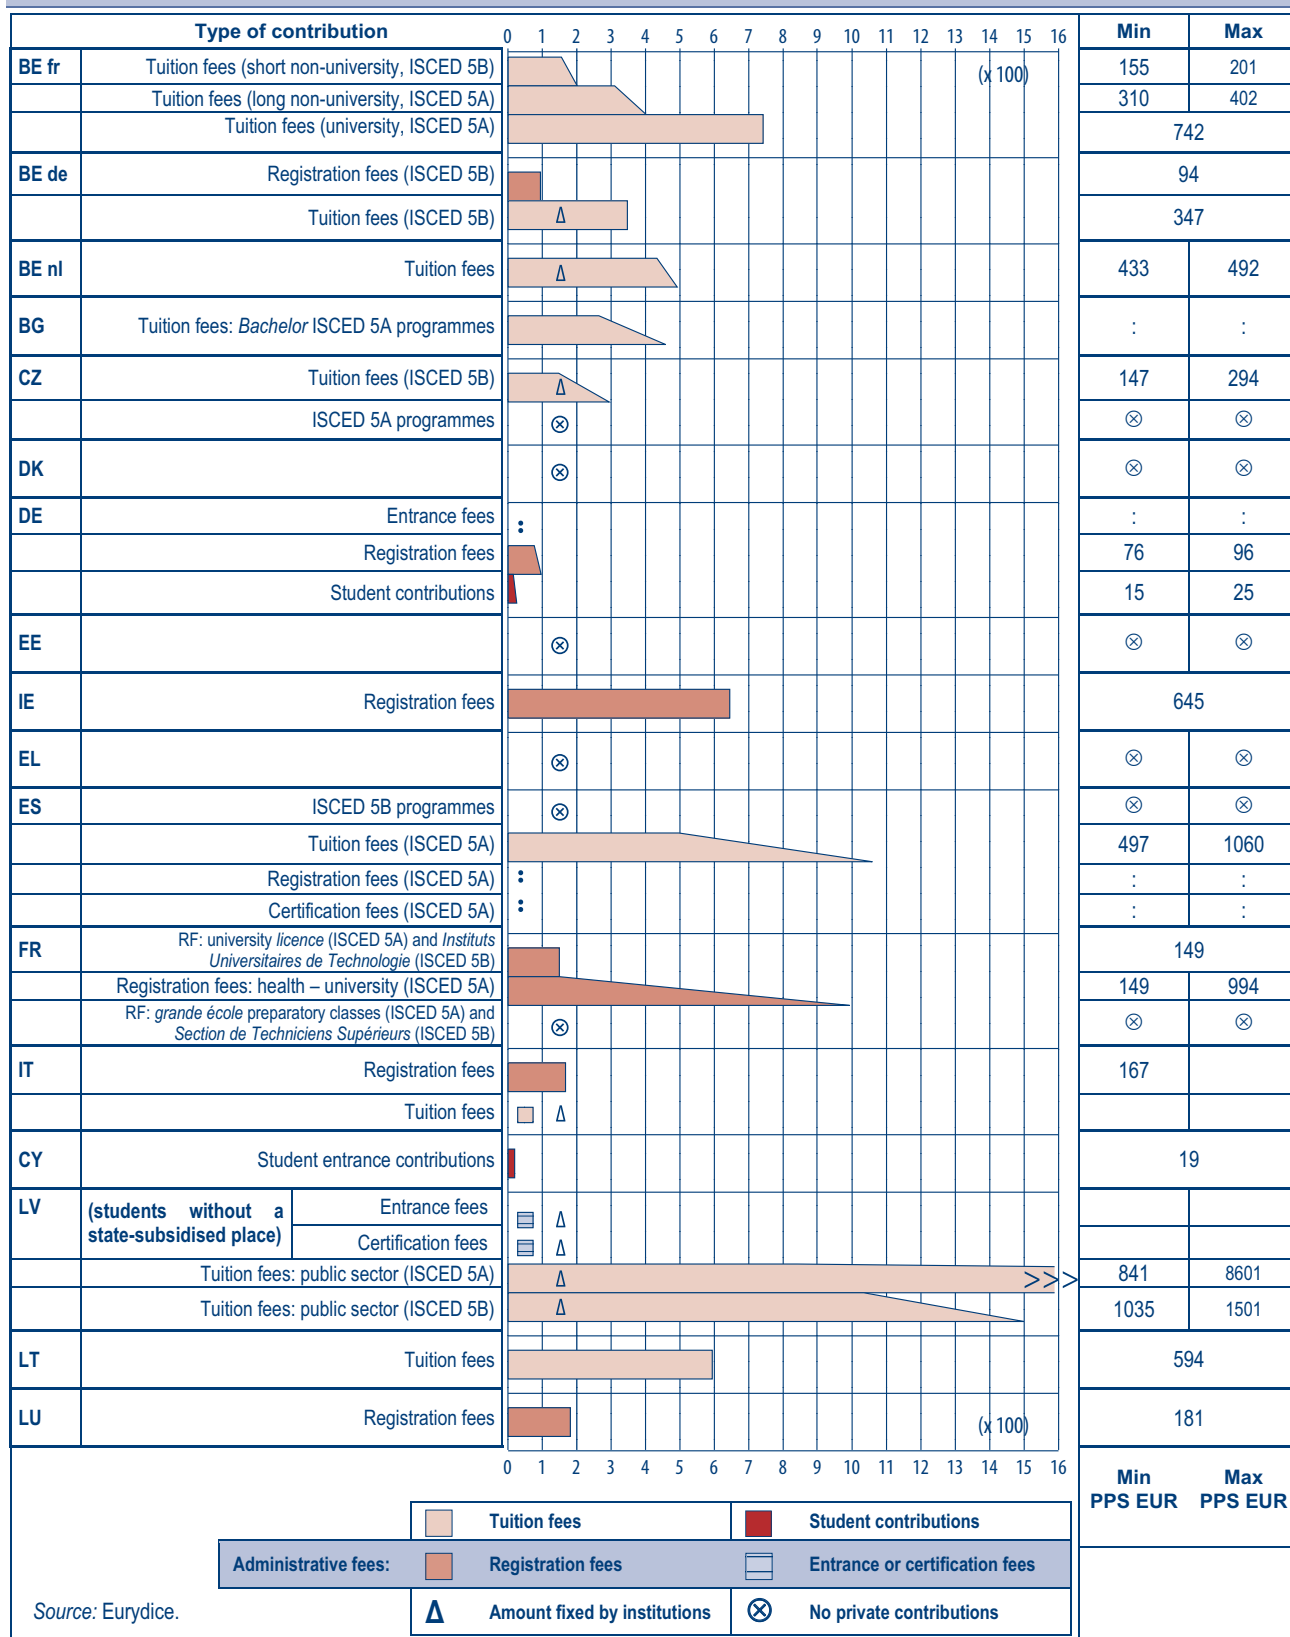 Type of contribution 0 1 2 3 4 5 6 7 8 9 10 11 12 13 14 15 16 Min Max
BE fr Tuition fees (short non-university, ISCED 5B) (x 100) 155 201
Tuition fees (long non-university, ISCED 5A) 310 402
Tuition fees (university, ISCED 5A) 742
BE de Registration fees (ISCED 5B) 94
Tuition fees (ISCED 5B) Δ 347
BE nl Tuition fees Δ 433 492
BG Tuition fees: Bachelor ISCED 5A programmes : :
CZ Tuition fees (ISCED 5B) Δ 147 294
ISCED 5A programmes ⊗ ⊗ ⊗
DK ⊗ ⊗ ⊗
DE Entrance fees : : :
Registration fees 76 96
Student contributions 15 25
EE ⊗ ⊗ ⊗
IE Registration fees 645
EL ⊗ ⊗ ⊗
ES ISCED 5B programmes ⊗ ⊗ ⊗
Tuition fees (ISCED 5A) 497 1060
Registration fees (ISCED 5A) : : :
Certification fees (ISCED 5A) : : :
FR RF: university licence (ISCED 5A) and Instituts
Universitaires de Technologie (ISCED 5B) 149
Registration fees: health – university (ISCED 5A) 149 994
RF: grande école preparatory classes (ISCED 5A) and
Section de Techniciens Supérieurs (ISCED 5B) ⊗ ⊗ ⊗
IT Registration fees 167
Tuition fees Δ
CY Student entrance contributions 19
LV (students without a
state-subsidised place) Entrance fees Δ
Certification fees Δ
Tuition fees: public sector (ISCED 5A) Δ >>> 841 8601
Tuition fees: public sector (ISCED 5B) Δ 1035 1501
LT Tuition fees 594
LU Registration fees (x 100) 181
0 1 2 3 4 5 6 7 8 9 10 11 12 13 14 15 16 Min Max
PPS EUR PPS EUR
Tuition fees Student contributions
Administrative fees: Registration fees Entrance or certification fees
Source: Eurydice. Δ Amount fixed by institutions ⊗ No private contributions